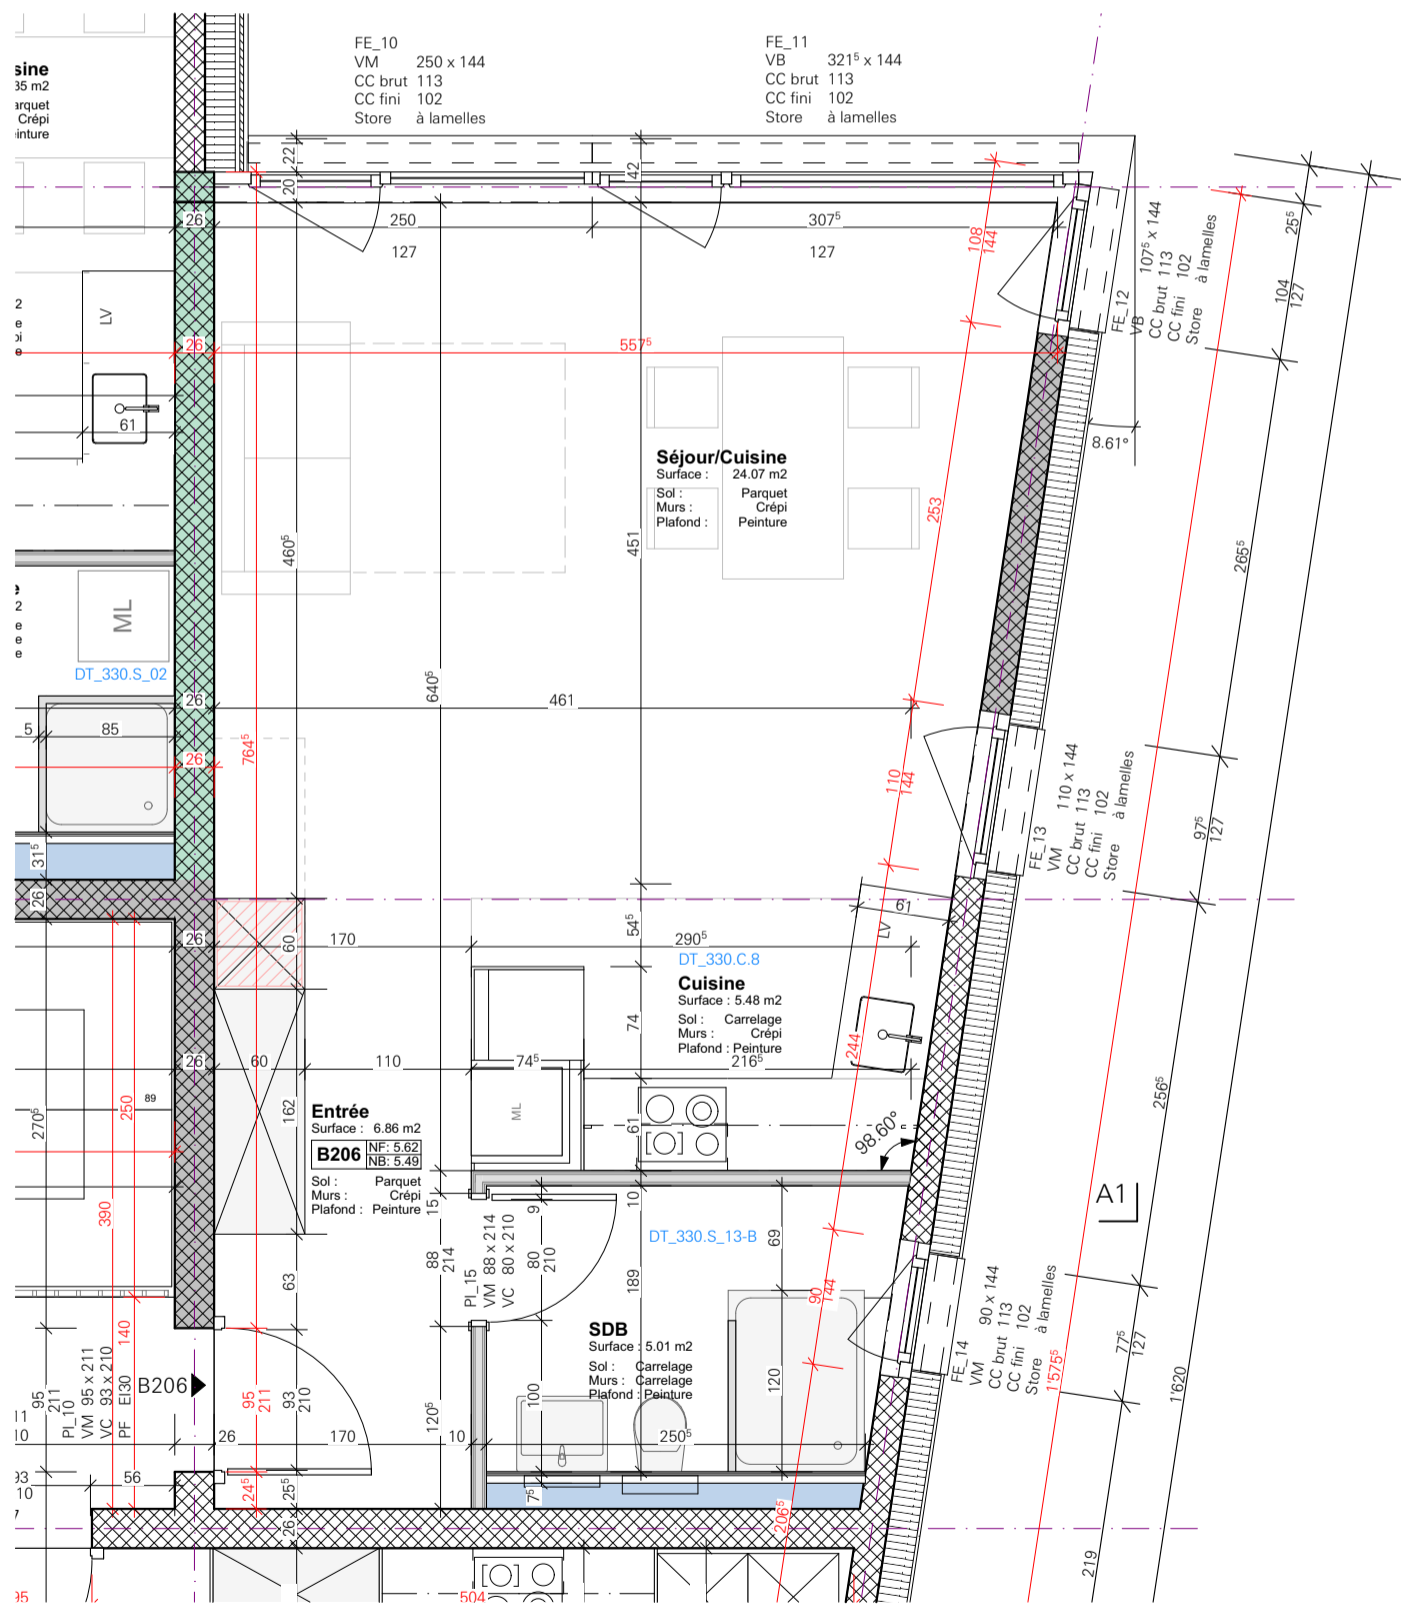 FE_10
VM 250 x 144
CC brut 113
CC fini 102
Store à lamelles
FE_11
VB 321⁵ x 144
CC brut 113
CC fini 102
Store à lamelles
sine
35 m2
arquet
Crépi
einture
22
20
42
26
250
127
307⁵
127
108
144
FE_12
VB 107⁵ x 144
CC brut 113
CC fini 102
Store à lamelles
25⁵
104
127
8.61°
LV
61
26
557⁵
Séjour/Cuisine
Surface : 24.07 m2
Sol : Parquet
Murs : Crépi
Plafond : Peinture
253
265⁵
460⁵
451
640⁵
ML
DT_330.S_02
26
461
5
85
26
764⁵
110
144
FE_13
VM 110 x 144
CC brut 113
CC fini 102
Store à lamelles
97⁵
127
31⁵
26
26
60
170
54⁵
290⁵
61
LV
DT_330.C.8
Cuisine
Surface : 5.48 m2
Sol : Carrelage
Murs : Crépi
Plafond : Peinture
74
244
26
60
110
74⁵
216⁵
ML
61
98.60°
256⁵
270⁵
250
89
162
Entrée
Surface : 6.86 m2
B206
NF: 5.62
NB: 5.49
Sol : Parquet
Murs : Crépi
Plafond : Peinture
390
15
88
214
PI_15
VM 88 x 214
VC 80 x 210
9
80
210
10
189
DT_330.S_13-B
69
A1
63
90
144
FE_14
VM 90 x 144
CC brut 113
CC fini 102
Store à lamelles
77⁵
127
1'575⁵
1'620
SDB
Surface : 5.01 m2
Sol : Carrelage
Murs : Carrelage
Plafond : Peinture
140
B206
95
211
PI_10
VM 95 x 211
VC 93 x 210
PF EI30
95
211
93
210
120⁵
100
120
11
10
26
170
10
250⁵
33
10
56
24⁵
25⁵
7⁵
206⁵
26
219
504